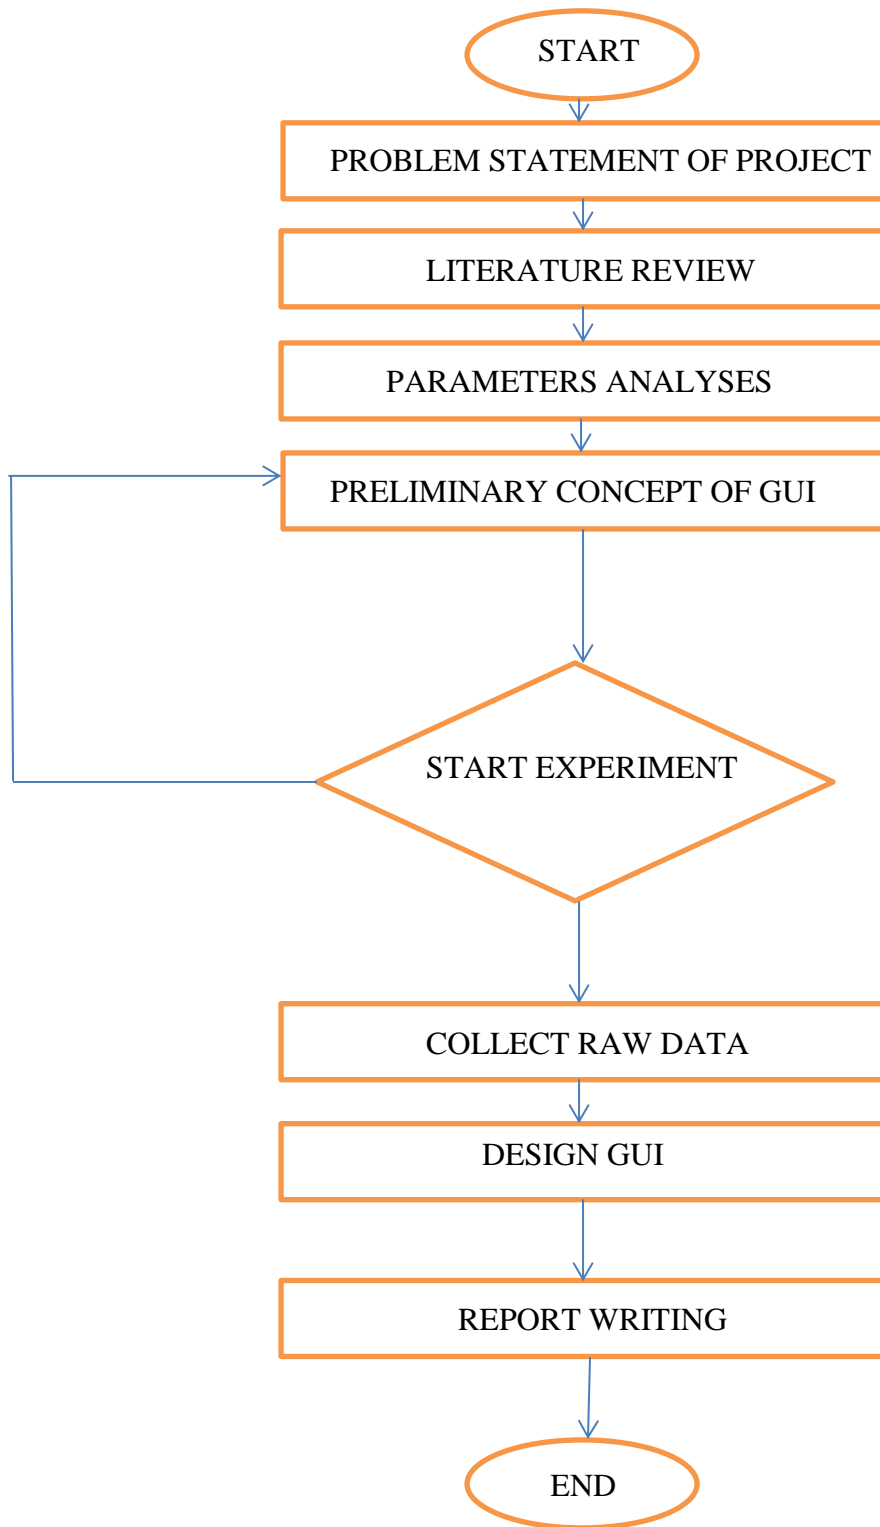 START
PROBLEM STATEMENT OF PROJECT
LITERATURE REVIEW
PARAMETERS ANALYSES
PRELIMINARY CONCEPT OF GUI
START EXPERIMENT
COLLECT RAW DATA
DESIGN GUI
REPORT WRITING
END